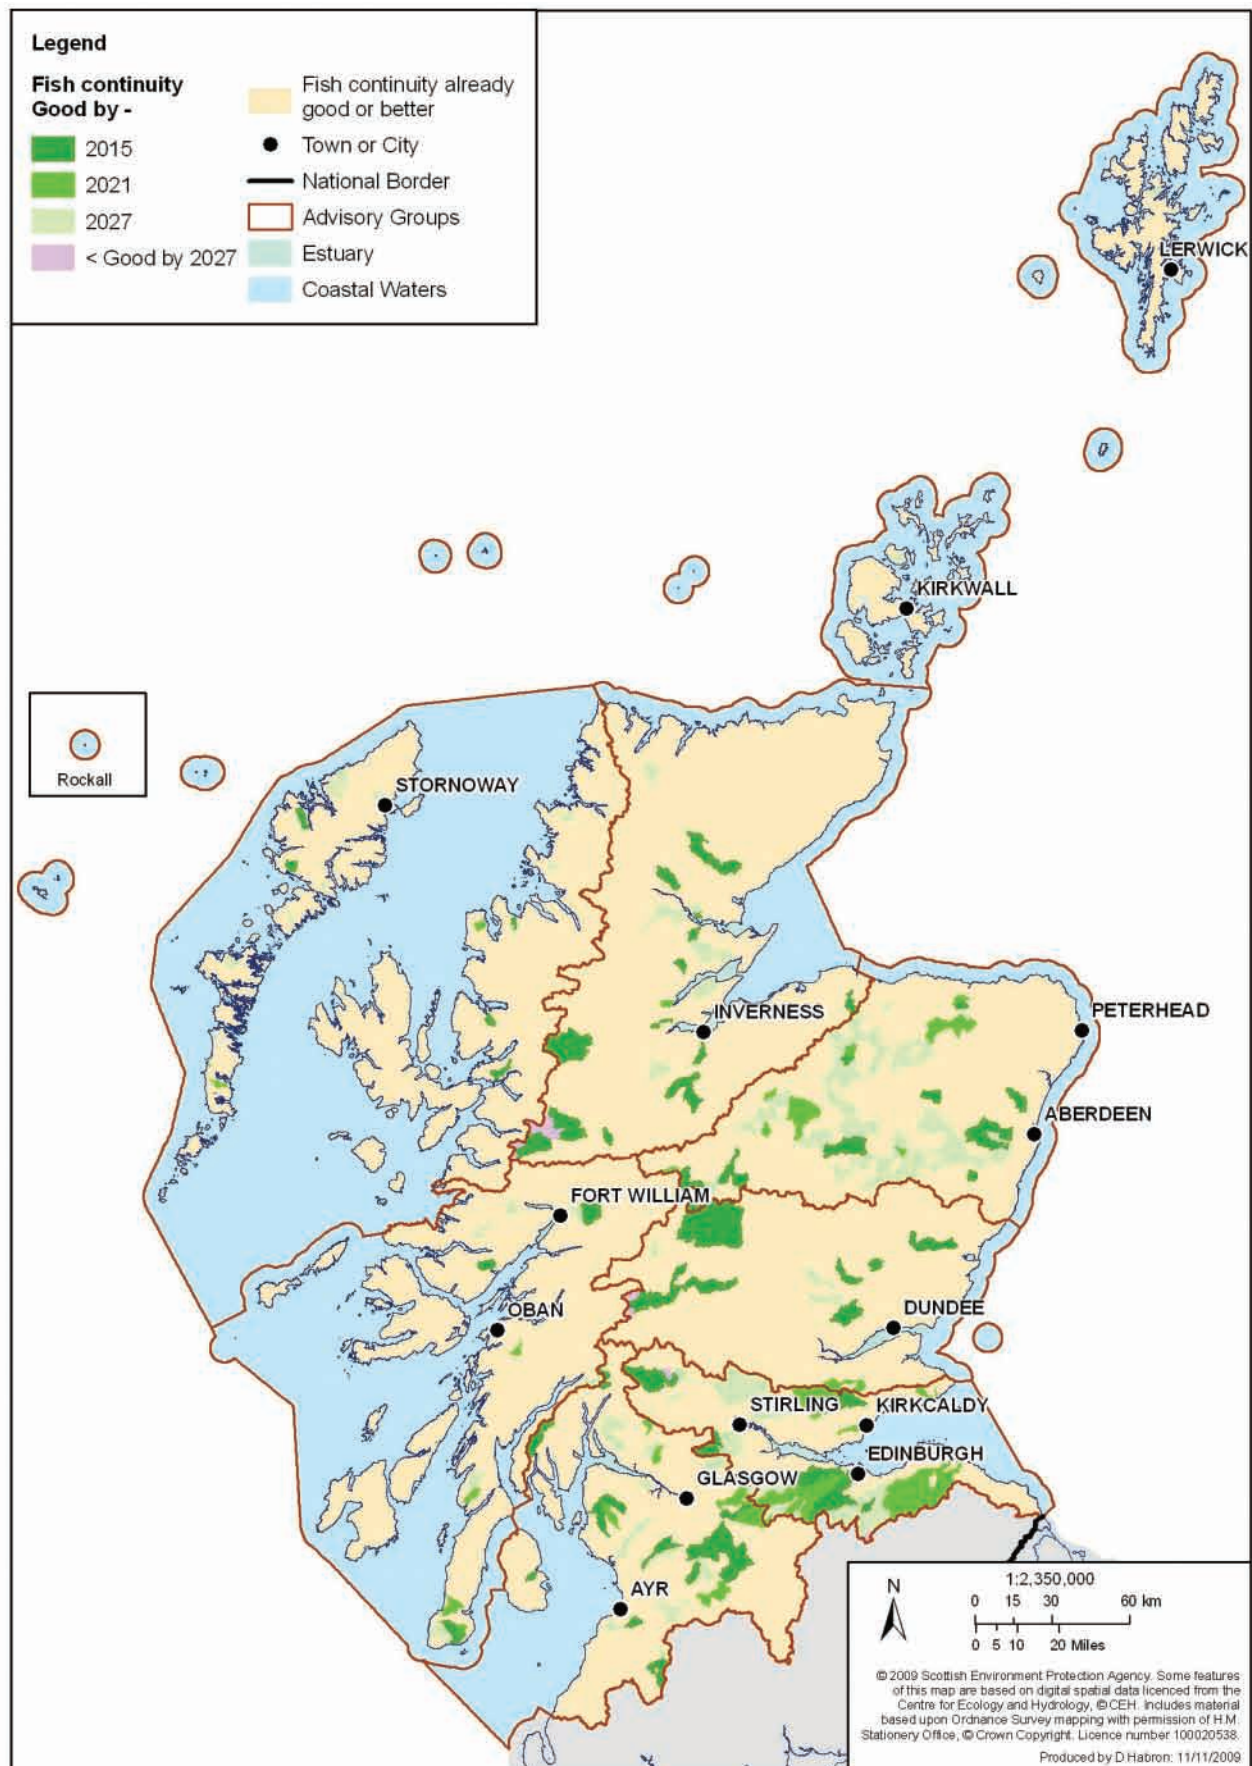 Legend
Fish continuity
Good by -
2015
2021
2027
< Good by 2027
Fish continuity already
good or better
Town or City
National Border
Advisory Groups
Estuary
Coastal Waters
LERWICK
KIRKWALL
Rockall
STORNOWAY
INVERNESS
PETERHEAD
ABERDEEN
FORT WILLIAM
OBAN
DUNDEE
STIRLING
KIRKCALDY
EDINBURGH
GLASGOW
AYR
N
1:2,350,000
0 15 30 60 km
0 5 10 20 Miles
© 2009 Scottish Environment Protection Agency. Some features
of this map are based on digital spatial data licenced from the
Centre for Ecology and Hydrology, © CEH. Includes material
based upon Ordnance Survey mapping with permission of H.M.
Stationery Office, © Crown Copyright. Licence number 100020538.
Produced by D Habron: 11/11/2009